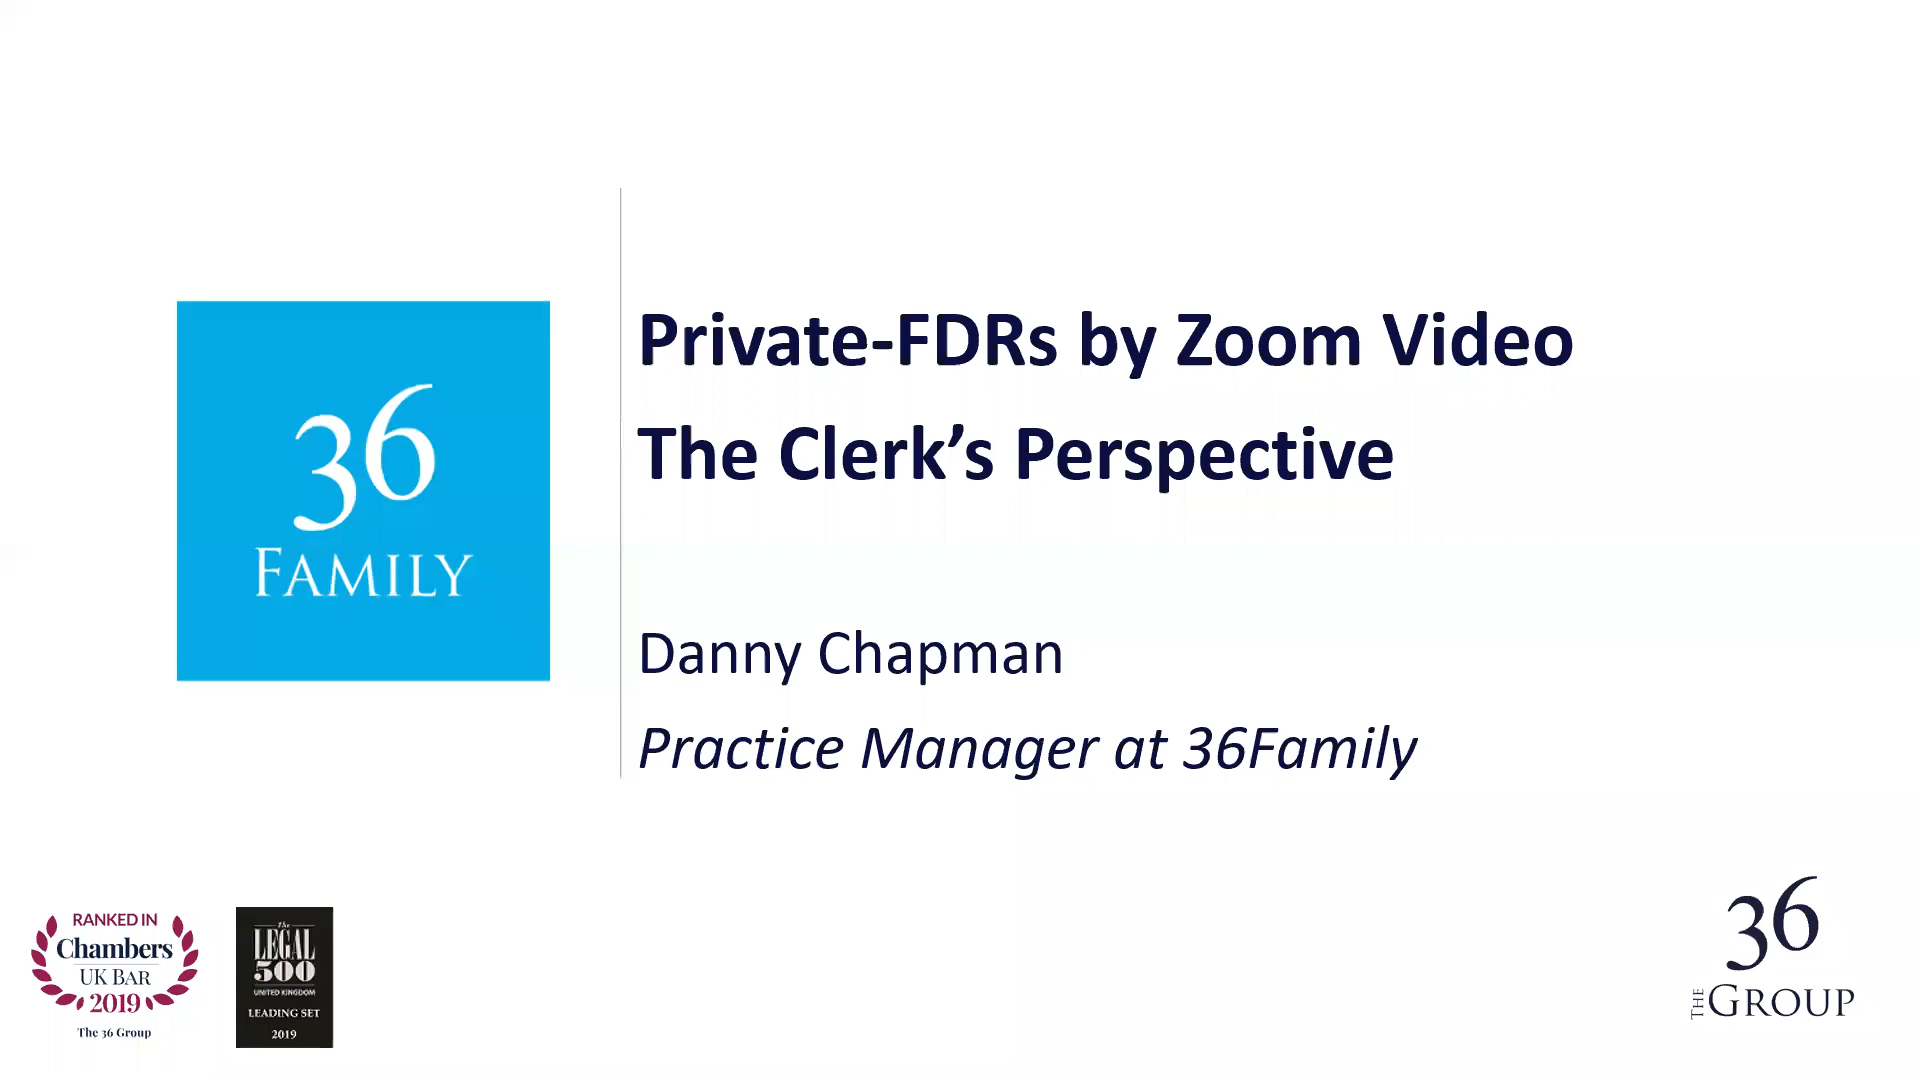 36
FAMILY
Private-FDRs by Zoom Video
The Clerk’s Perspective
Danny Chapman
Practice Manager at 36Family
RANKED IN
Chambers
UK BAR
2019
The 36 Group
The
LEGAL
500
UNITED KINGDOM
LEADING SET
2019
36
THE GROUP